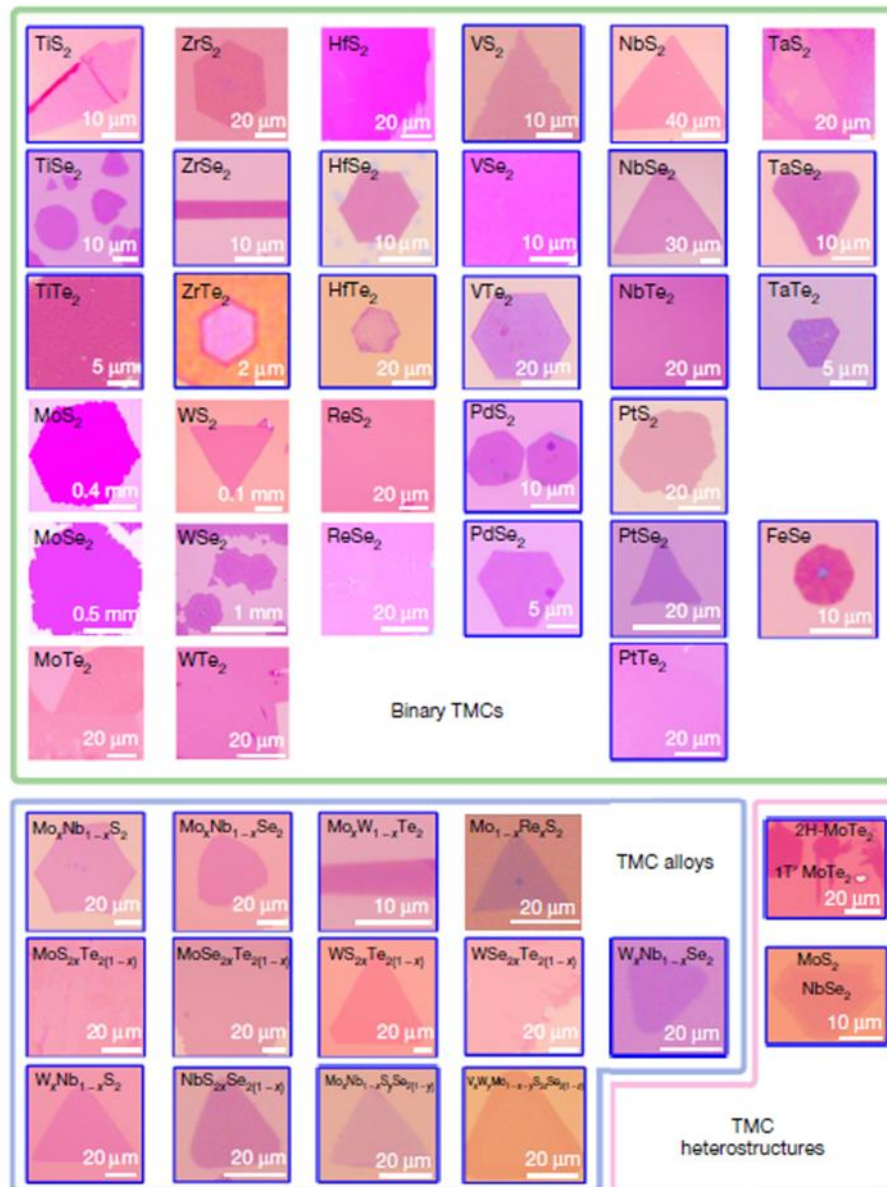 TiS₂ ZrS₂ HfS₂ VS₂ NbS₂ TaS₂
10 μm 20 μm 20 μm 10 μm 40 μm 20 μm
TiSe₂ ZrSe₂ HfSe₂ VSe₂ NbSe₂ TaSe₂
10 μm 10 μm 10 μm 10 μm 30 μm 10 μm
TiTe₂ ZrTe₂ HfTe₂ VTe₂ NbTe₂ TaTe₂
5 μm 2 μm 20 μm 20 μm 20 μm 5 μm
MoS₂ WS₂ ReS₂ PdS₂ PtS₂
0.4 mm 0.1 mm 20 μm 10 μm 20 μm
MoSe₂ WSe₂ ReSe₂ PdSe₂ PtSe₂ FeSe
0.5 mm 1 mm 20 μm 5 μm 20 μm 10 μm
MoTe₂ WTe₂ PtTe₂
Binary TMCs
20 μm 20 μm 20 μm
MoₓNb₁₋ₓS₂ MoₓNb₁₋ₓSe₂ MoₓW₁₋ₓTe₂ Mo₁₋ₓReₓS₂
TMC alloys
20 μm 20 μm 10 μm 20 μm
2H-MoTe₂
1T′ MoTe₂
20 μm
MoS₂ₓTe₂₍₁₋ₓ₎ MoSe₂ₓTe₂₍₁₋ₓ₎ WS₂ₓTe₂₍₁₋ₓ₎ WSe₂ₓTe₂₍₁₋ₓ₎ WₓNb₁₋ₓSe₂
20 μm 20 μm 20 μm 20 μm 20 μm
MoS₂
NbSe₂
10 μm
WₓNb₁₋ₓS₂ NbS₂ₓSe₂₍₁₋ₓ₎
20 μm 20 μm 20 μm 20 μm
TMC
heterostructures